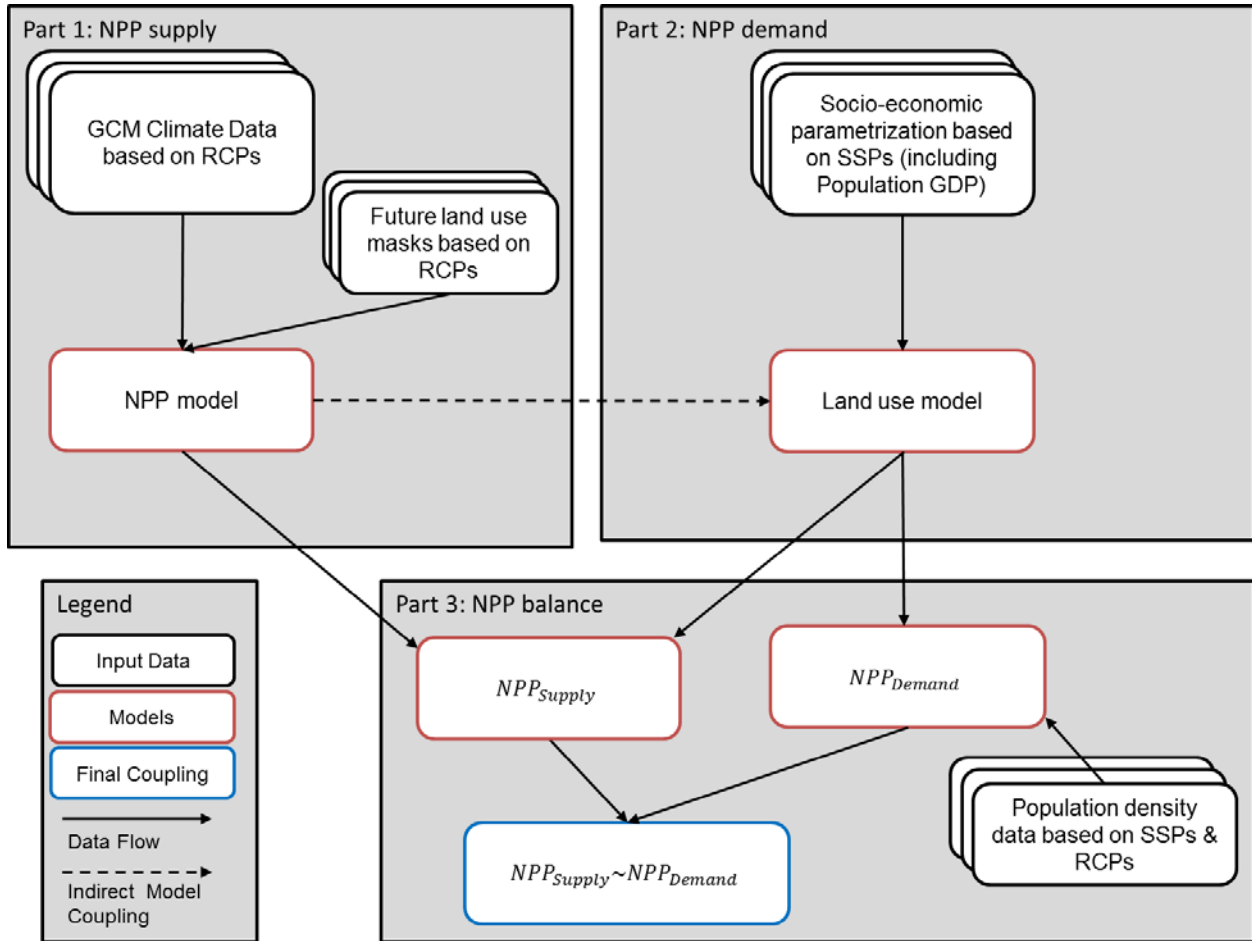 Part 1: NPP supply
GCM Climate Data
based on RCPs
Future land use
masks based on
RCPs
NPP model
Part 2: NPP demand
Socio-economic
parametrization based
on SSPs (including
Population GDP)
Land use model
Legend
Input Data
Models
Final Coupling
Data Flow
Indirect Model
Coupling
Part 3: NPP balance
NPP_Supply
NPP_Demand
Population density
data based on SSPs &
RCPs
NPP_Supply~NPP_Demand